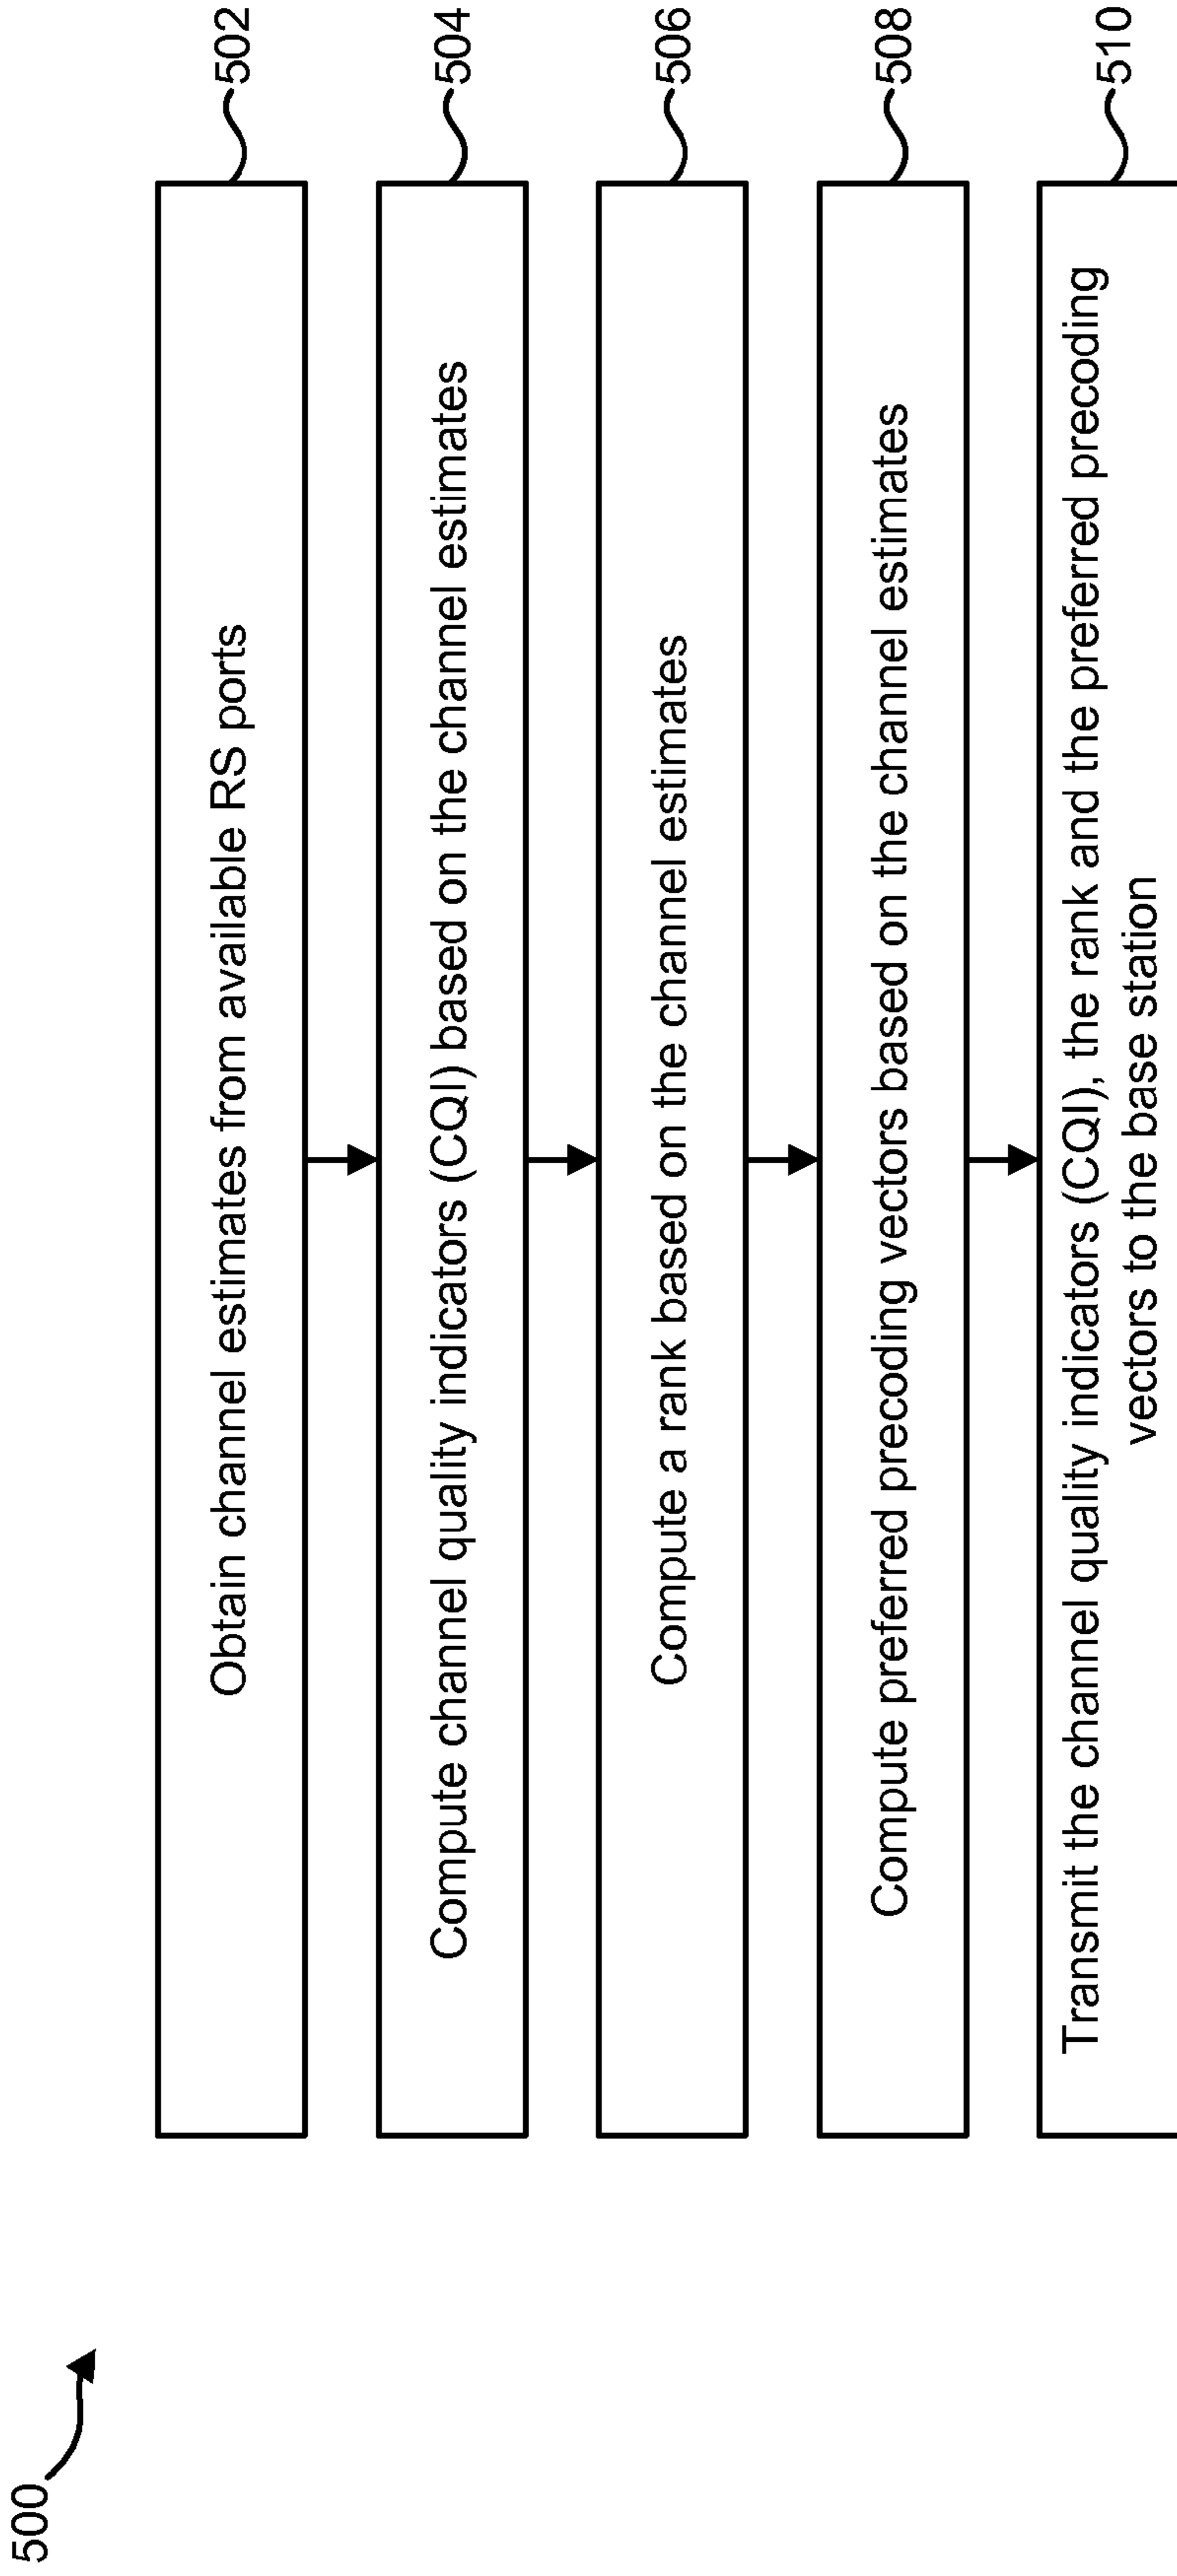 500
Obtain channel estimates from available RS ports
502
Compute channel quality indicators (CQI) based on the channel estimates
504
Compute a rank based on the channel estimates
506
Compute preferred precoding vectors based on the channel estimates
508
Transmit the channel quality indicators (CQI), the rank and the preferred precoding
vectors to the base station
510